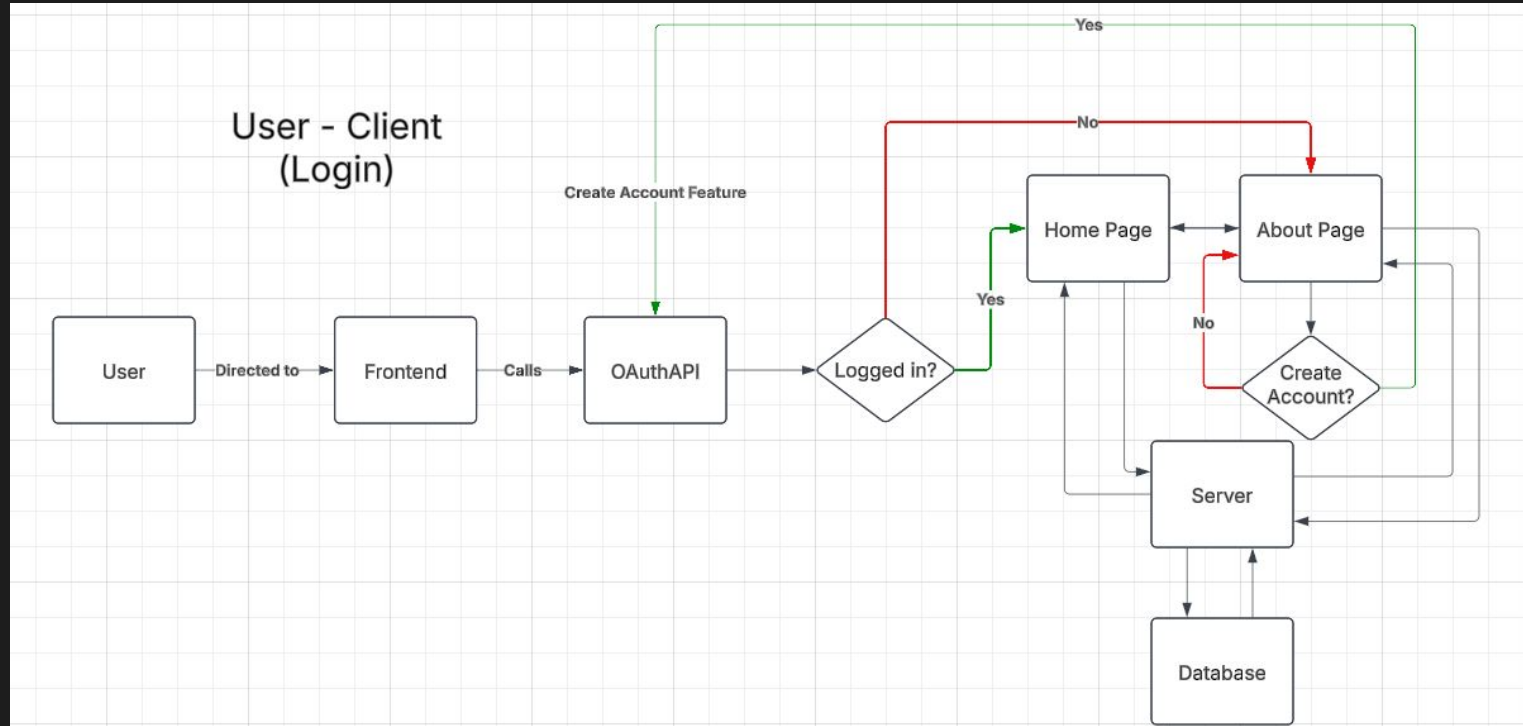 Yes
User - Client
(Login)
No
Create Account Feature
Home Page
About Page
Yes
No
User
Directed to
Frontend
Calls
OAuthAPI
Logged in?
Create
Account?
Server
Database